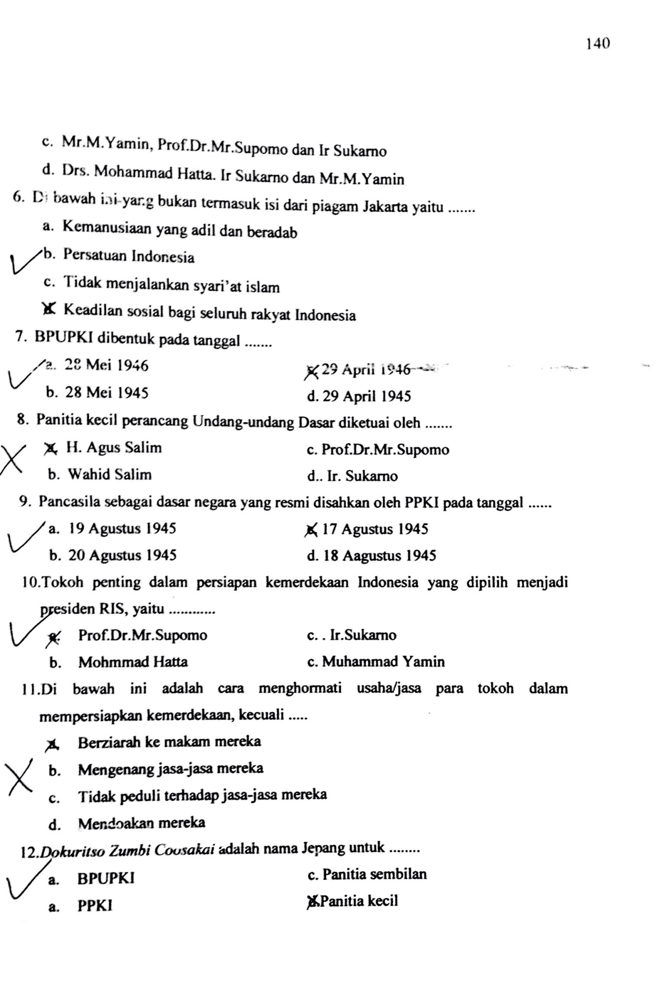 140
c. Mr.M.Yamin, Prof.Dr.Mr.Supomo dan Ir Sukarno
d. Drs. Mohammad Hatta. Ir Sukarno dan Mr.M.Yamin
6. Di bawah ini yang bukan termasuk isi dari piagam Jakarta yaitu .......
a. Kemanusiaan yang adil dan beradab
b. Persatuan Indonesia
c. Tidak menjalankan syari'at islam
Keadilan sosial bagi seluruh rakyat Indonesia
7. BPUPKI dibentuk pada tanggal .......
a. 28 Mei 1946 29 April 1946
b. 28 Mei 1945 d. 29 April 1945
8. Panitia kecil perancang Undang-undang Dasar diketuai oleh .......
H. Agus Salim c. Prof.Dr.Mr.Supomo
b. Wahid Salim d.. Ir. Sukarno
9. Pancasila sebagai dasar negara yang resmi disahkan oleh PPKI pada tanggal ......
a. 19 Agustus 1945 17 Agustus 1945
b. 20 Agustus 1945 d. 18 Aagustus 1945
10.Tokoh penting dalam persiapan kemerdekaan Indonesia yang dipilih menjadi
presiden RIS, yaitu ............
a. Prof.Dr.Mr.Supomo c. . Ir.Sukarno
b. Mohmmad Hatta c. Muhammad Yamin
11.Di bawah ini adalah cara menghormati usaha/jasa para tokoh dalam
mempersiapkan kemerdekaan, kecuali .....
Berziarah ke makam mereka
b. Mengenang jasa-jasa mereka
c. Tidak peduli terhadap jasa-jasa mereka
d. Mendoakan mereka
12.Dokuritso Zumbi Cousakai adalah nama Jepang untuk ........
a. BPUPKI c. Panitia sembilan
a. PPKI Panitia kecil